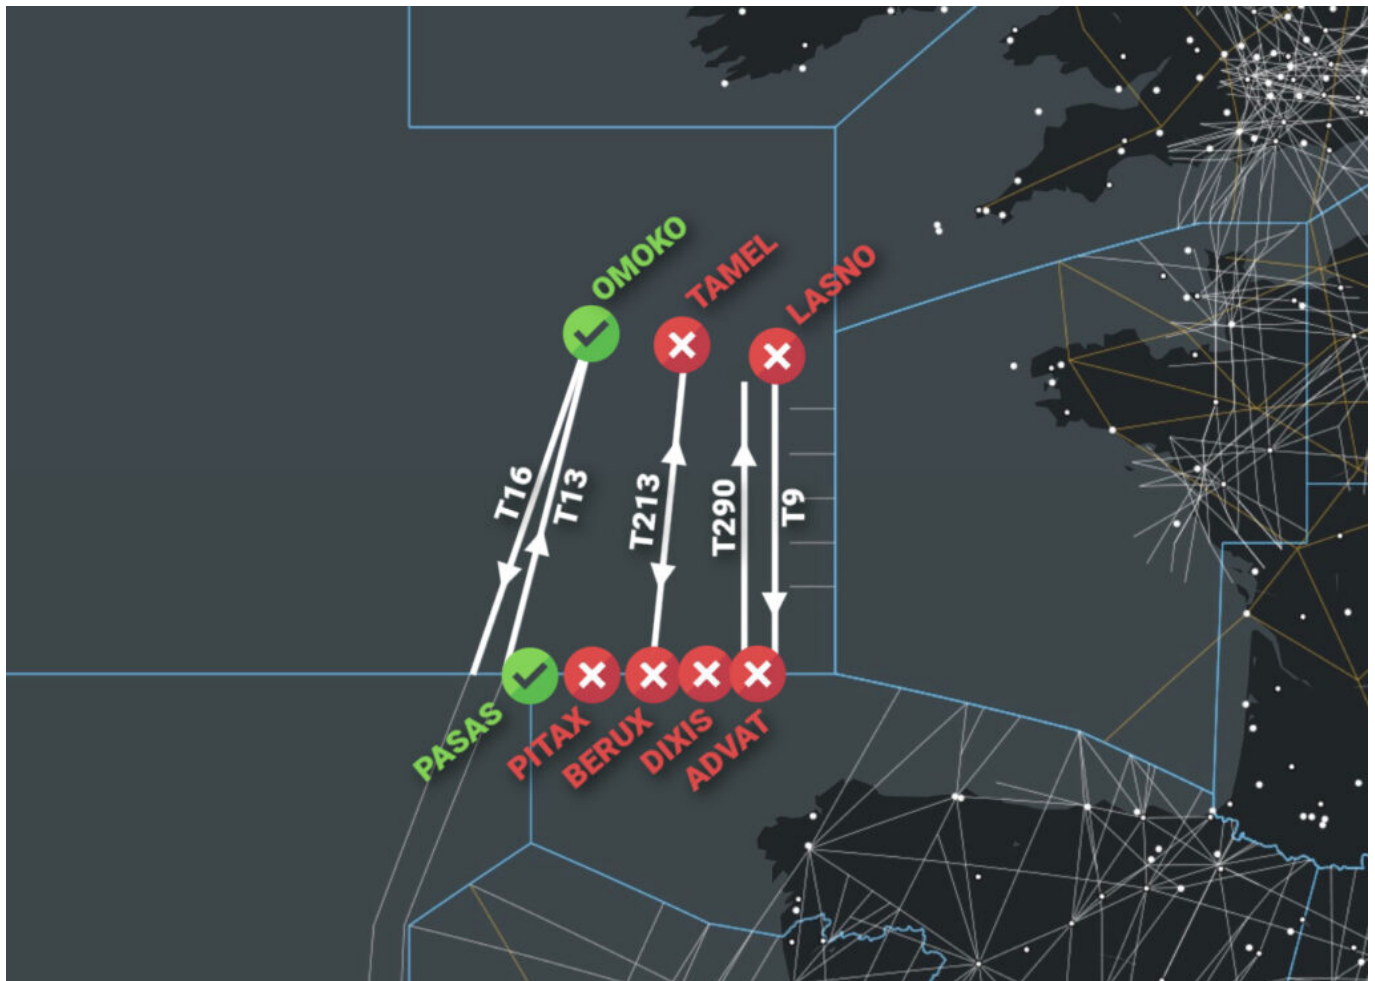 OMOKO
TAMEL
LASNO
T16
T13
T213
T290
T9
PASAS
PITAX
BERUX
DIXIS
ADVAT